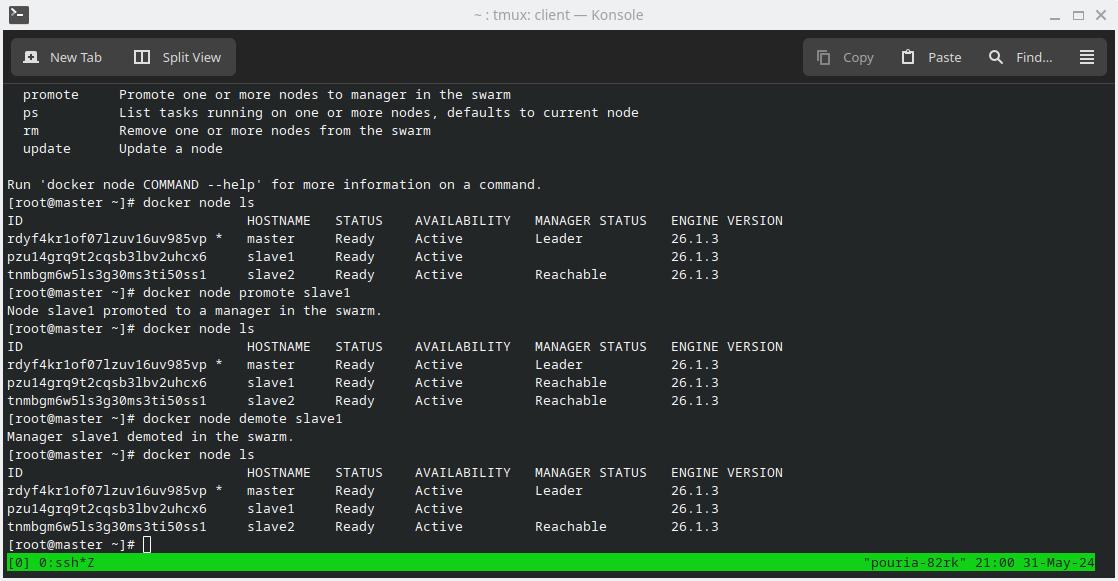 ~ : tmux: client — Konsole
New Tab Split View Copy Paste Find...
promote     Promote one or more nodes to manager in the swarm
ps          List tasks running on one or more nodes, defaults to current node
rm          Remove one or more nodes from the swarm
update      Update a node
Run 'docker node COMMAND --help' for more information on a command.
[root@master ~]# docker node ls
ID                            HOSTNAME   STATUS    AVAILABILITY   MANAGER STATUS   ENGINE VERSION
rdyf4kr1of07lzuv16uv985vp *   master     Ready     Active         Leader           26.1.3
pzu14grq9t2cqsb3lbv2uhcx6     slave1     Ready     Active                          26.1.3
tnmbgm6w5ls3g30ms3ti50ss1     slave2     Ready     Active         Reachable        26.1.3
[root@master ~]# docker node promote slave1
Node slave1 promoted to a manager in the swarm.
[root@master ~]# docker node ls
ID                            HOSTNAME   STATUS    AVAILABILITY   MANAGER STATUS   ENGINE VERSION
rdyf4kr1of07lzuv16uv985vp *   master     Ready     Active         Leader           26.1.3
pzu14grq9t2cqsb3lbv2uhcx6     slave1     Ready     Active         Reachable        26.1.3
tnmbgm6w5ls3g30ms3ti50ss1     slave2     Ready     Active         Reachable        26.1.3
[root@master ~]# docker node demote slave1
Manager slave1 demoted in the swarm.
[root@master ~]# docker node ls
ID                            HOSTNAME   STATUS    AVAILABILITY   MANAGER STATUS   ENGINE VERSION
rdyf4kr1of07lzuv16uv985vp *   master     Ready     Active         Leader           26.1.3
pzu14grq9t2cqsb3lbv2uhcx6     slave1     Ready     Active                          26.1.3
tnmbgm6w5ls3g30ms3ti50ss1     slave2     Ready     Active         Reachable        26.1.3
[root@master ~]#
[0] 0:ssh*Z "pouria-82rk" 21:00 31-May-24